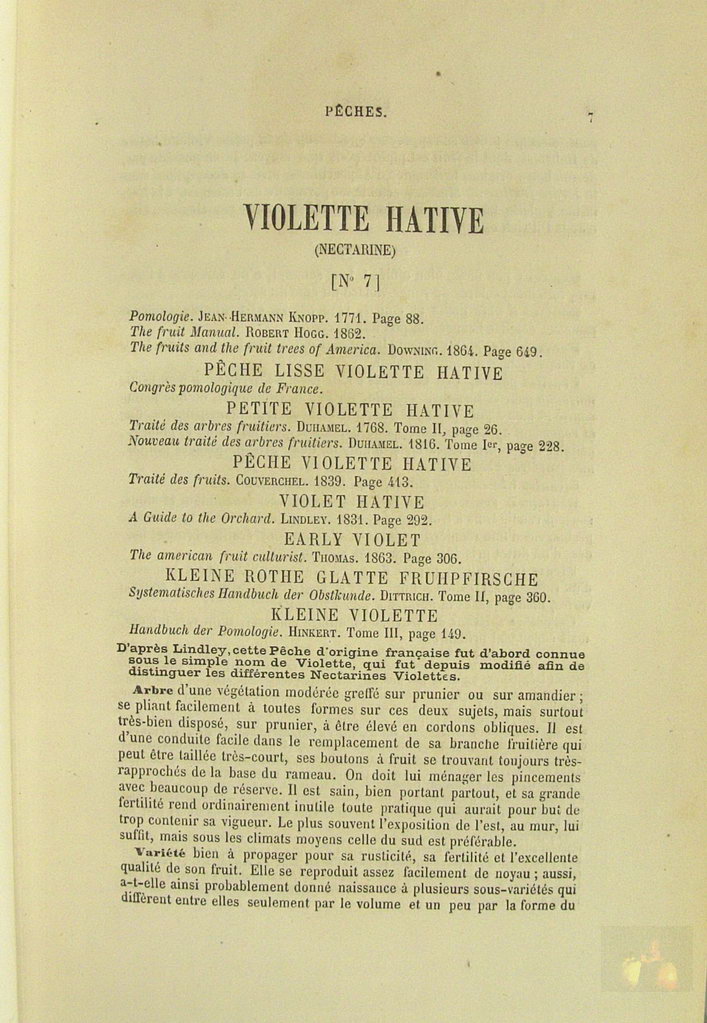 PÊCHES.
7
VIOLETTE HATIVE
(NECTARINE)
[Nº 7]
Pomologie. JEAN-HERMANN KNOPP. 1771. Page 88.
The fruit Manual. ROBERT HOGG. 1862.
The fruits and the fruit trees of America. DOWNING. 1864. Page 649.
PÊCHE LISSE VIOLETTE HATIVE
Congrès pomologique de France.
PETITE VIOLETTE HATIVE
Traité des arbres fruitiers. DUHAMEL. 1768. Tome II, page 26.
Nouveau traité des arbres fruitiers. DUHAMEL. 1816. Tome Ier, page 228.
PÊCHE VIOLETTE HATIVE
Traité des fruits. COUVERCHEL. 1839. Page 413.
VIOLET HATIVE
A Guide to the Orchard. LINDLEY. 1831. Page 292.
EARLY VIOLET
The american fruit culturist. THOMAS. 1863. Page 306.
KLEINE ROTHE GLATTE FRUHPFIRSCHE
Systematisches Handbuch der Obstkunde. DITTRICH. Tome II, page 360.
KLEINE VIOLETTE
Handbuch der Pomologie. HINKERT. Tome III, page 149.
D'après Lindley, cette Pêche d'origine française fut d'abord connue
sous le simple nom de Violette, qui fut depuis modifié afin de
distinguer les différentes Nectarines Violettes.
Arbre d'une végétation modérée greffé sur prunier ou sur amandier ;
se pliant facilement à toutes formes sur ces deux sujets, mais surtout
très-bien disposé, sur prunier, à être élevé en cordons obliques. Il est
d'une conduite facile dans le remplacement de sa branche fruitière qui
peut être taillée très-court, ses boutons à fruit se trouvant toujours très-
rapprochés de la base du rameau. On doit lui ménager les pincements
avec beaucoup de réserve. Il est sain, bien portant partout, et sa grande
fertilité rend ordinairement inutile toute pratique qui aurait pour but de
trop contenir sa vigueur. Le plus souvent l'exposition de l'est, au mur, lui
suffit, mais sous les climats moyens celle du sud est préférable.
Variété bien à propager pour sa rusticité, sa fertilité et l'excellente
qualité de son fruit. Elle se reproduit assez facilement de noyau ; aussi,
a-t-elle ainsi probablement donné naissance à plusieurs sous-variétés qui
diffèrent entre elles seulement par le volume et un peu par la forme du